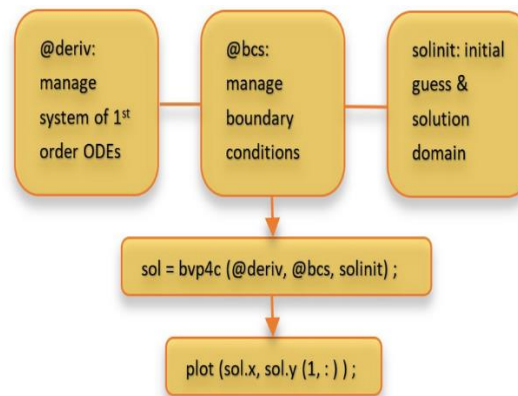 @deriv:
manage
system of 1st
order ODEs
@bcs:
manage
boundary
conditions
solinit: initial
guess &
solution
domain
sol = bvp4c (@deriv, @bcs, solinit) ;
plot (sol.x, sol.y (1, : ) ) ;